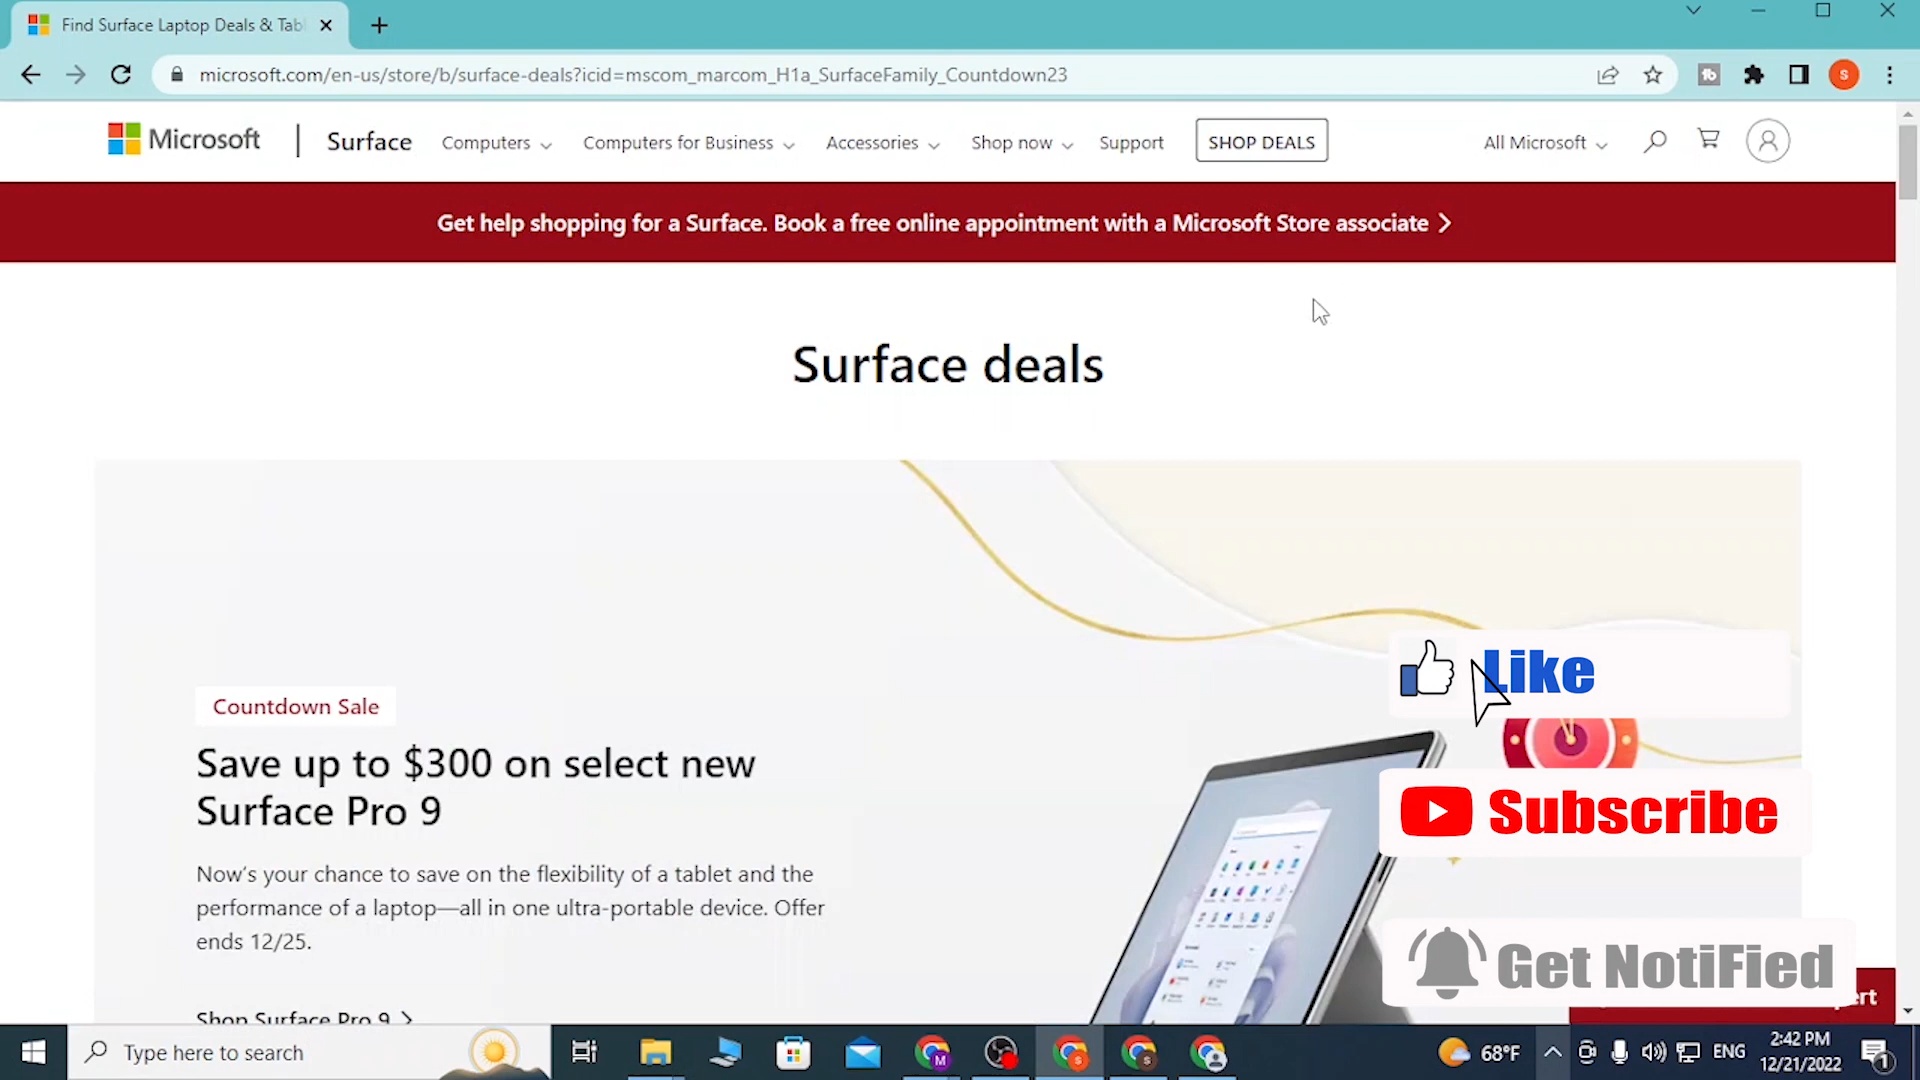 Find Surface Laptop Deals & Tab
microsoft.com/en-us/store/b/surface-deals?icid=mscom_marcom_H1a_SurfaceFamily_Countdown23
S
Microsoft
Surface
Computers
Computers for Business
Accessories
Shop now
Support
SHOP DEALS
All Microsoft
Get help shopping for a Surface. Book a free online appointment with a Microsoft Store associate
Surface deals
Countdown Sale
Save up to $300 on select new
Surface Pro 9
Now's your chance to save on the flexibility of a tablet and the
performance of a laptop—all in one ultra-portable device. Offer
ends 12/25.
Shop Surface Pro 9
Like
Subscribe
Get NotiFied
ert
Type here to search
M
S
S
68°F
ENG
2:42 PM
12/21/2022
1